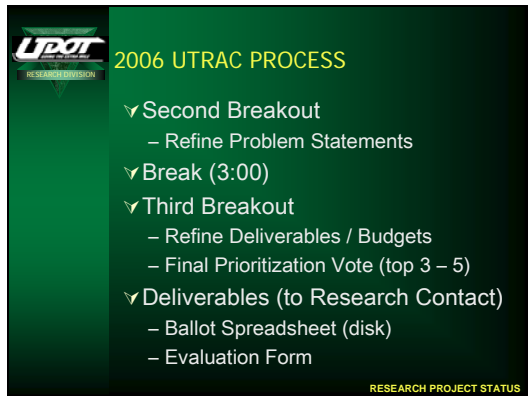 UDOT
RESEARCH DIVISION
2006 UTRAC PROCESS
Second Breakout
– Refine Problem Statements
Break (3:00)
Third Breakout
– Refine Deliverables / Budgets
– Final Prioritization Vote (top 3 – 5)
Deliverables (to Research Contact)
– Ballot Spreadsheet (disk)
– Evaluation Form
RESEARCH PROJECT STATUS